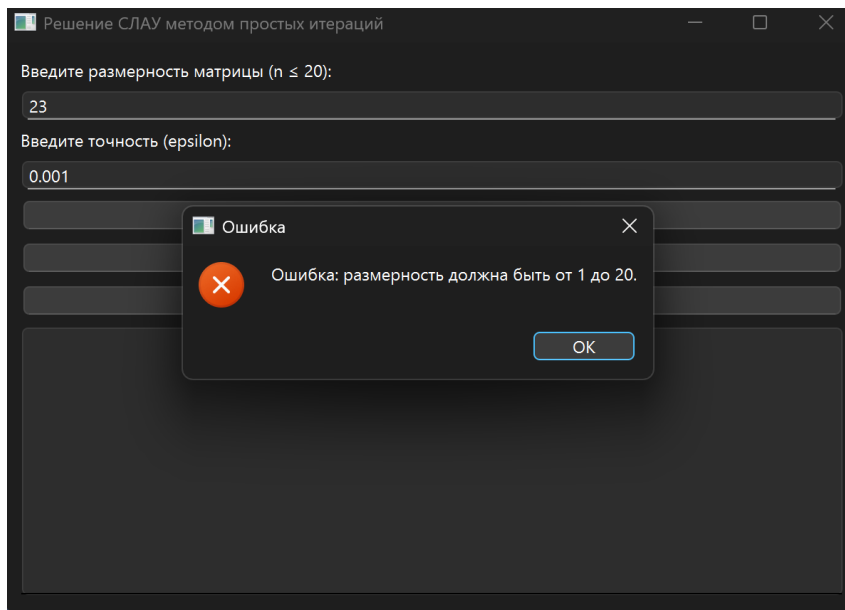 Решение СЛАУ методом простых итераций
Введите размерность матрицы (n ≤ 20):
23
Введите точность (epsilon):
0.001
Ошибка
Ошибка: размерность должна быть от 1 до 20.
ОК